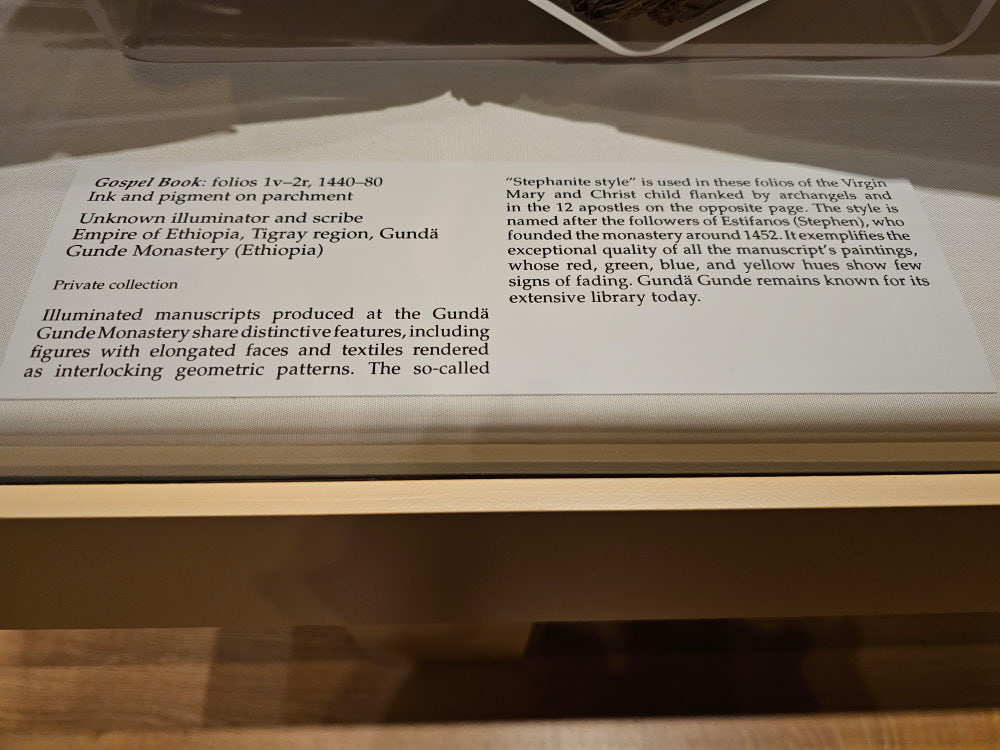 Gospel Book: folios 1v–2r, 1440–80
Ink and pigment on parchment
Unknown illuminator and scribe
Empire of Ethiopia, Tigray region, Gundä
Gunde Monastery (Ethiopia)
Private collection
Illuminated manuscripts produced at the Gundä
Gunde Monastery share distinctive features, including
figures with elongated faces and textiles rendered
as interlocking geometric patterns. The so-called
"Stephanite style" is used in these folios of the Virgin
Mary and Christ child flanked by archangels and
in the 12 apostles on the opposite page. The style is
named after the followers of Estifanos (Stephen), who
founded the monastery around 1452. It exemplifies the
exceptional quality of all the manuscript's paintings,
whose red, green, blue, and yellow hues show few
signs of fading. Gundä Gunde remains known for its
extensive library today.